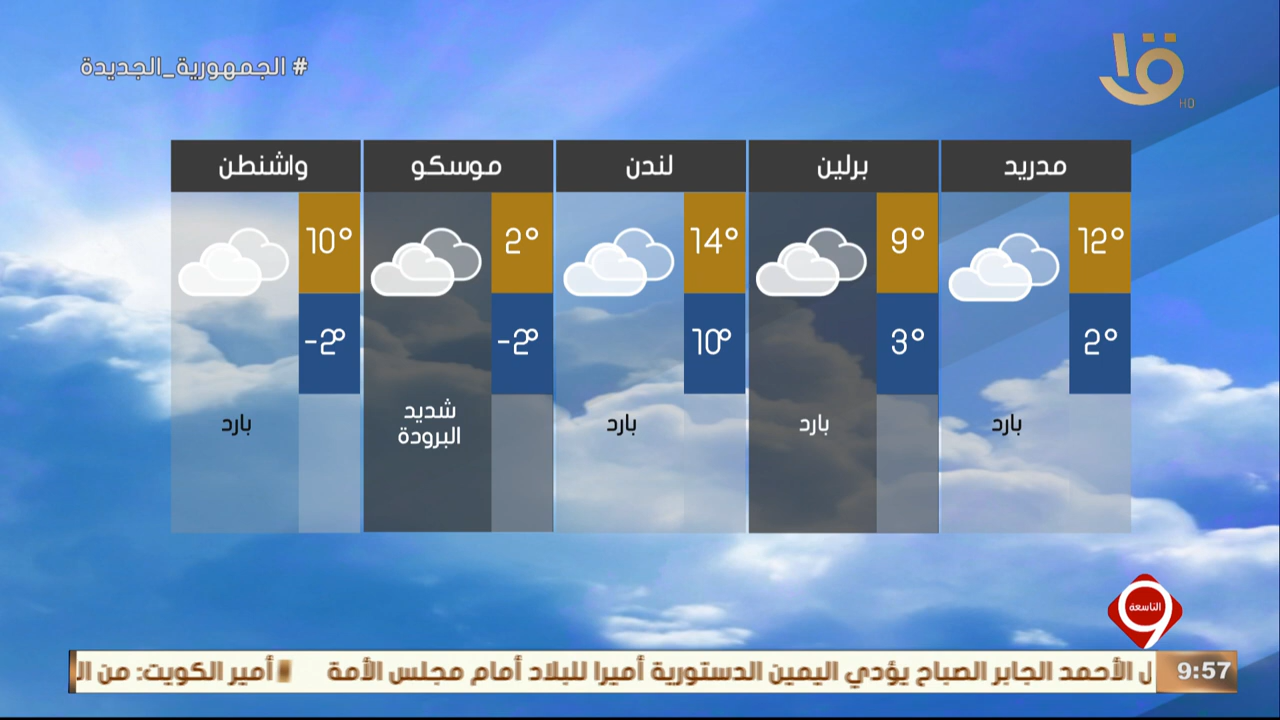 # الجمهورية_الجديدة
HD
مدريد
12°
2°
بارد
برلين
9°
3°
بارد
لندن
14°
10°
بارد
موسكو
2°
-2°
شديد
البرودة
واشنطن
10°
-2°
بارد
التاسعة
9
9:57
الأحمد الجابر الصباح يؤدي اليمين الدستورية أميرا للبلاد أمام مجلس الأمة
أمير الكويت: من